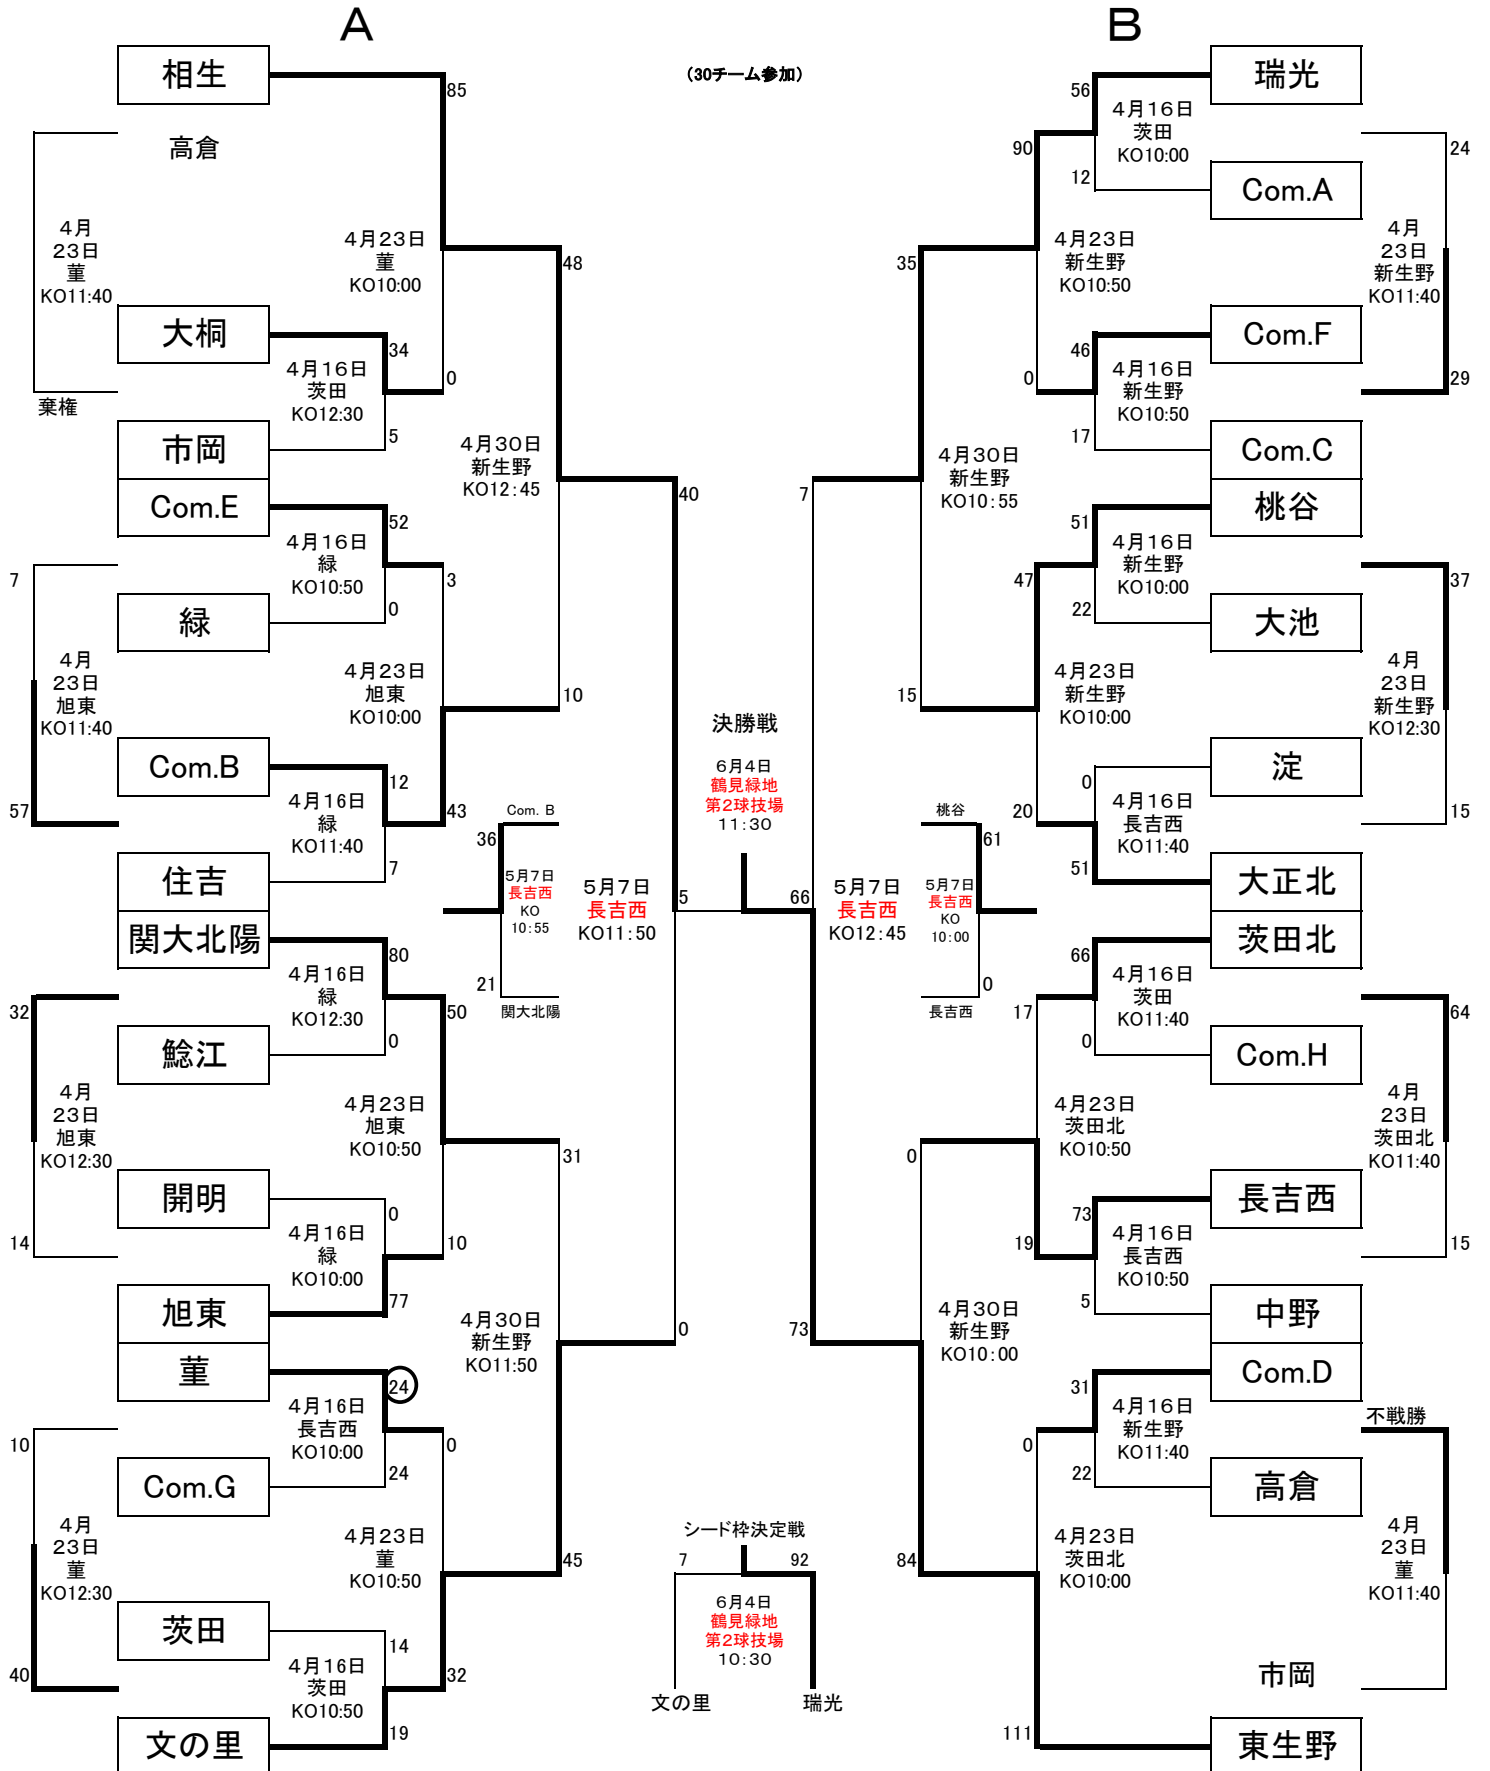 A
B
相生
(30チーム参加)
瑞光
85
56
4月16日
茨田
KO10:00
高倉
90
24
12
Com.A
4月
23日
菫
KO11:40
4月23日
菫
KO10:00
48
35
4月23日
新生野
KO10:50
4月
23日
新生野
KO11:40
大桐
34
4月16日
茨田
KO12:30
0
46
Com.F
0
4月16日
新生野
KO10:50
29
棄権
市岡
5
17
Com.C
4月30日
新生野
KO12:45
4月30日
新生野
KO10:55
40
7
Com.E
52
4月16日
緑
KO10:50
51
桃谷
4月16日
新生野
KO10:00
7
3
47
37
緑
0
22
大池
4月
23日
旭東
KO11:40
4月23日
旭東
KO10:00
10
15
4月23日
新生野
KO10:00
4月
23日
新生野
KO12:30
決勝戦
6月4日
鶴見緑地
第2球技場
11:30
Com.B
12
4月16日
緑
KO11:40
0
淀
4月16日
長吉西
KO11:40
57
43
20
15
Com. B
36
桃谷
61
住吉
7
51
大正北
5月7日
長吉西
KO
10:55
5月7日
長吉西
KO11:50
5
66
5月7日
長吉西
KO12:45
5月7日
長吉西
KO
10:00
関大北陽
80
4月16日
緑
KO12:30
66
茨田北
4月16日
茨田
KO11:40
21
関大北陽
0
長吉西
32
50
17
64
鯰江
0
0
Com.H
4月
23日
旭東
KO12:30
4月23日
旭東
KO10:50
31
0
4月23日
茨田北
KO10:50
4月
23日
茨田北
KO11:40
開明
0
4月16日
緑
KO10:00
73
長吉西
4月16日
長吉西
KO10:50
14
10
19
15
旭東
77
5
中野
4月30日
新生野
KO11:50
0
73
4月30日
新生野
KO10:00
菫
24
4月16日
長吉西
KO10:00
31
Com.D
4月16日
新生野
KO11:40
不戦勝
10
0
0
Com.G
24
22
高倉
4月
23日
菫
KO12:30
4月23日
菫
KO10:50
45
シード枠決定戦
7
92
84
4月23日
茨田北
KO10:00
4月
23日
菫
KO11:40
6月4日
鶴見緑地
第2球技場
10:30
茨田
14
4月16日
茨田
KO10:50
40
32
市岡
文の里
瑞光
文の里
19
111
東生野